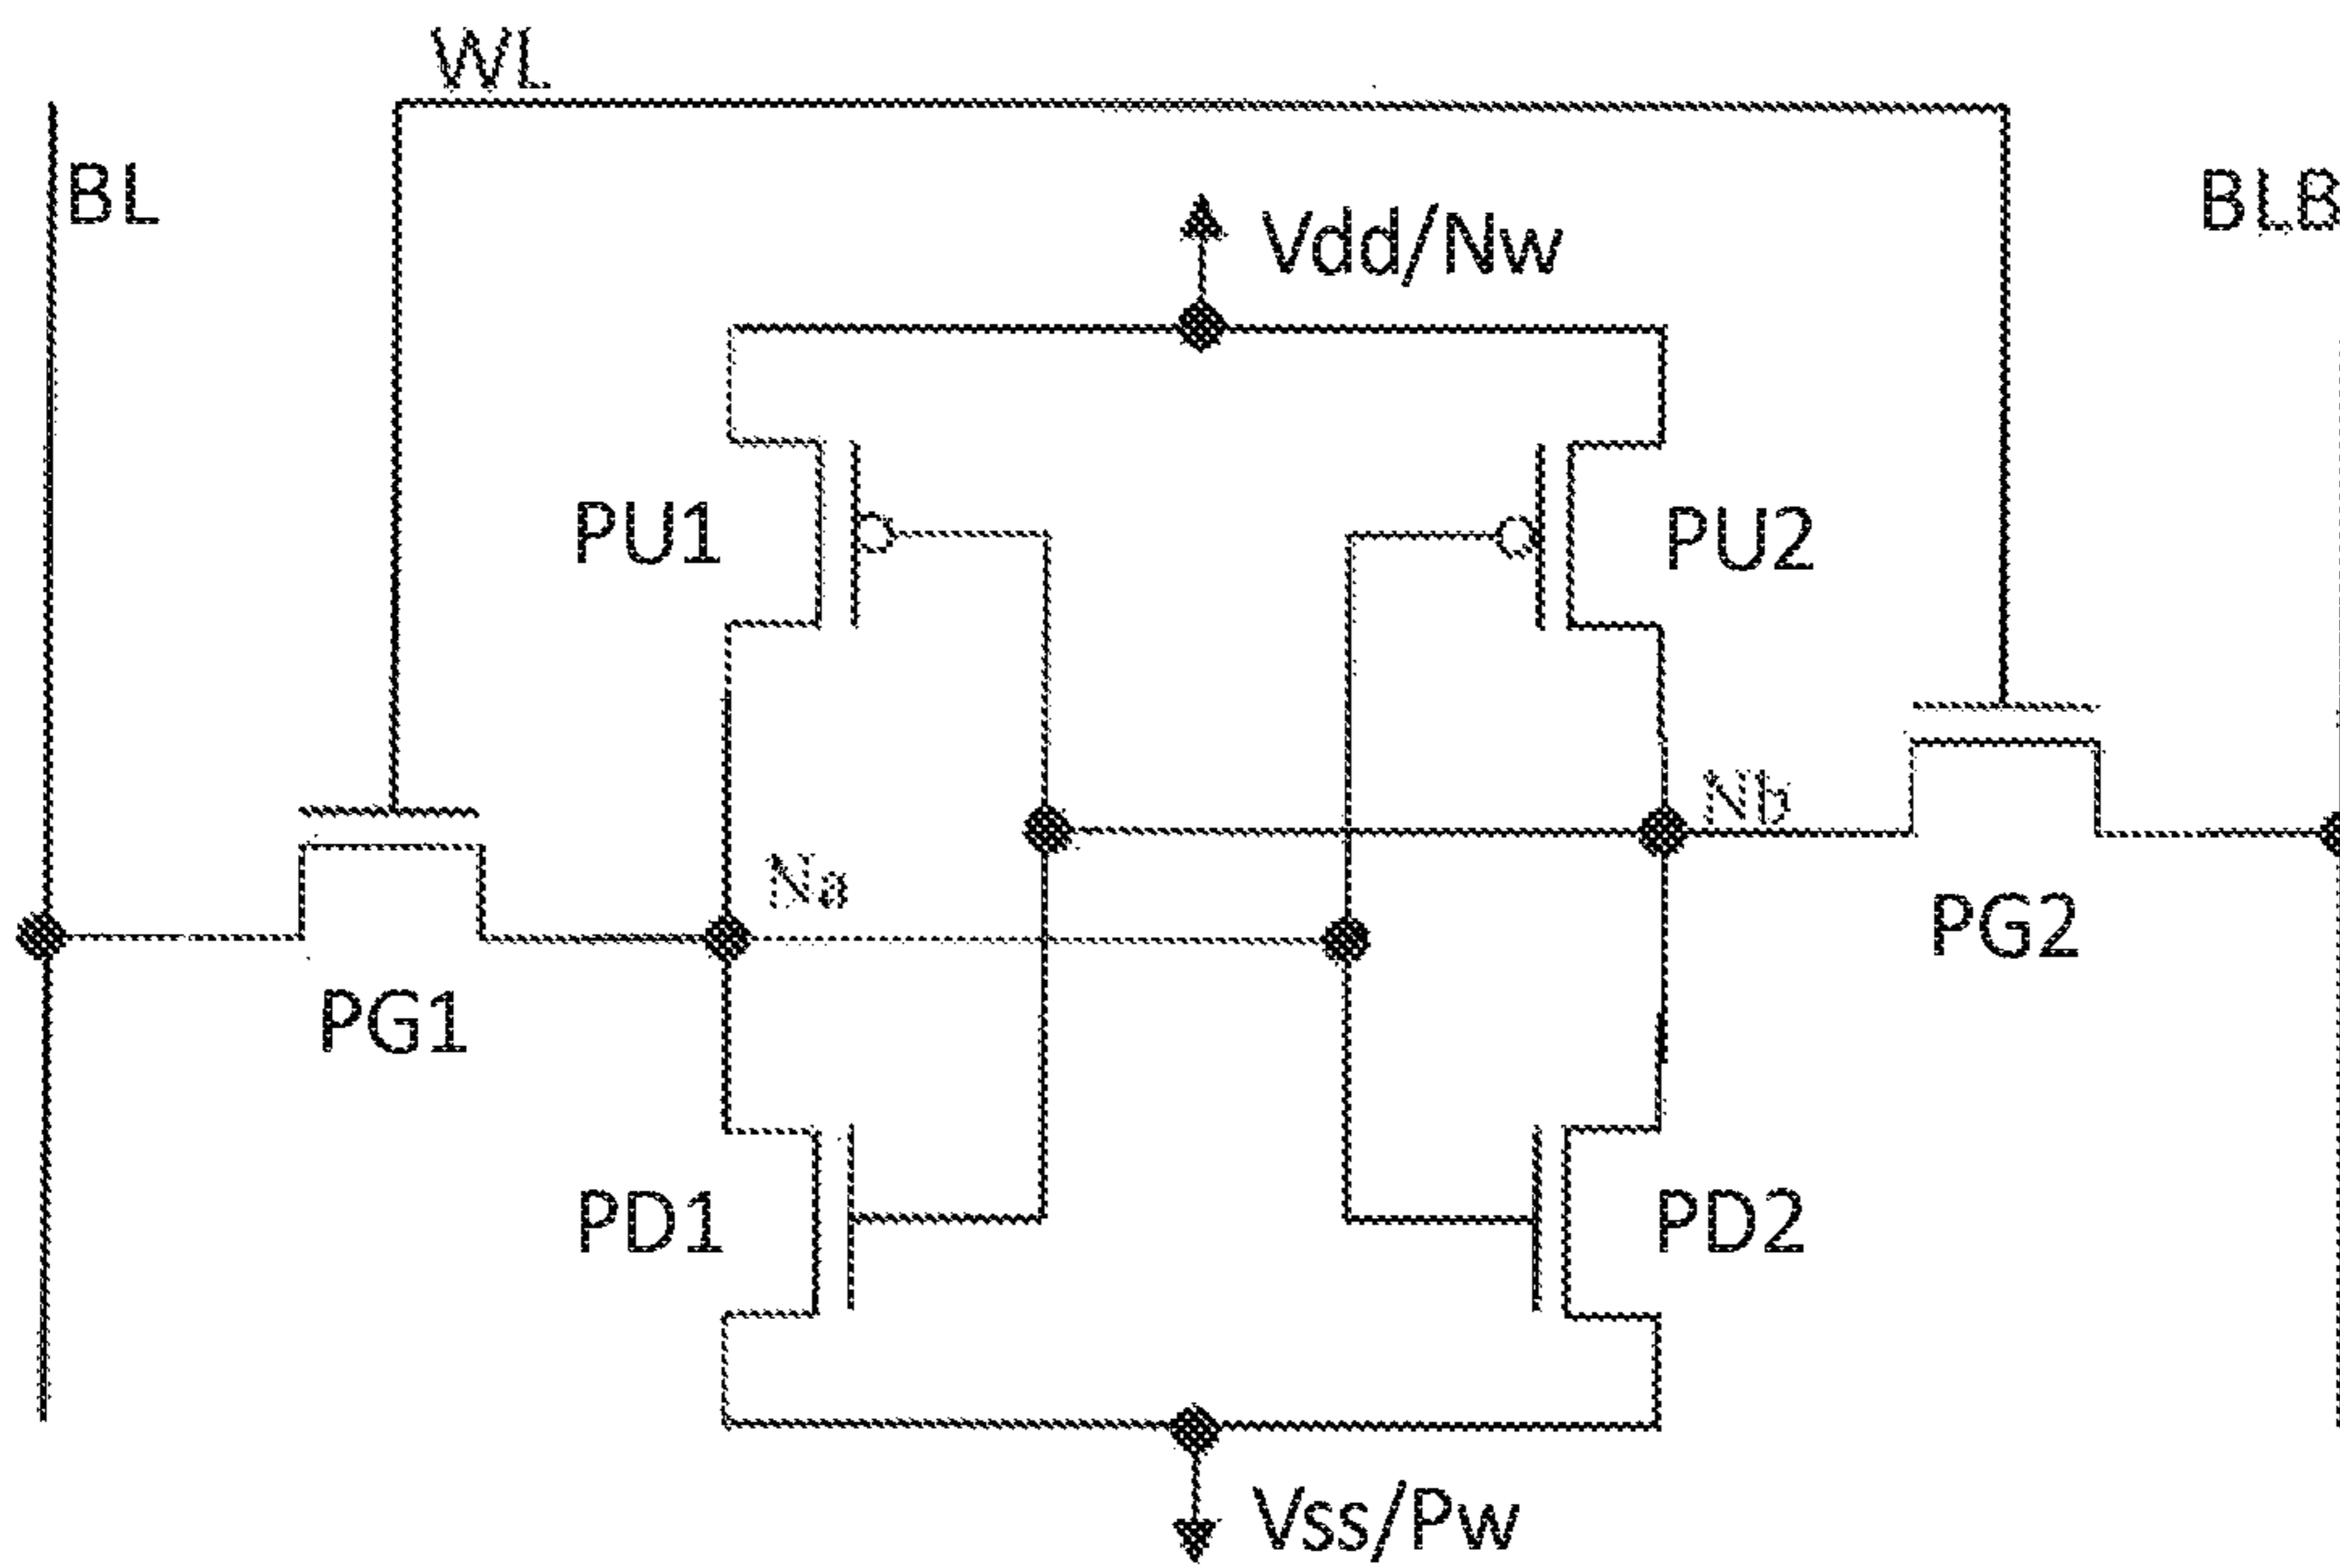 WL
BL
BLB
Vdd/Nw
PU1
PU2
Nb
Na
PG2
PG1
PD1
PD2
Vss/Pw